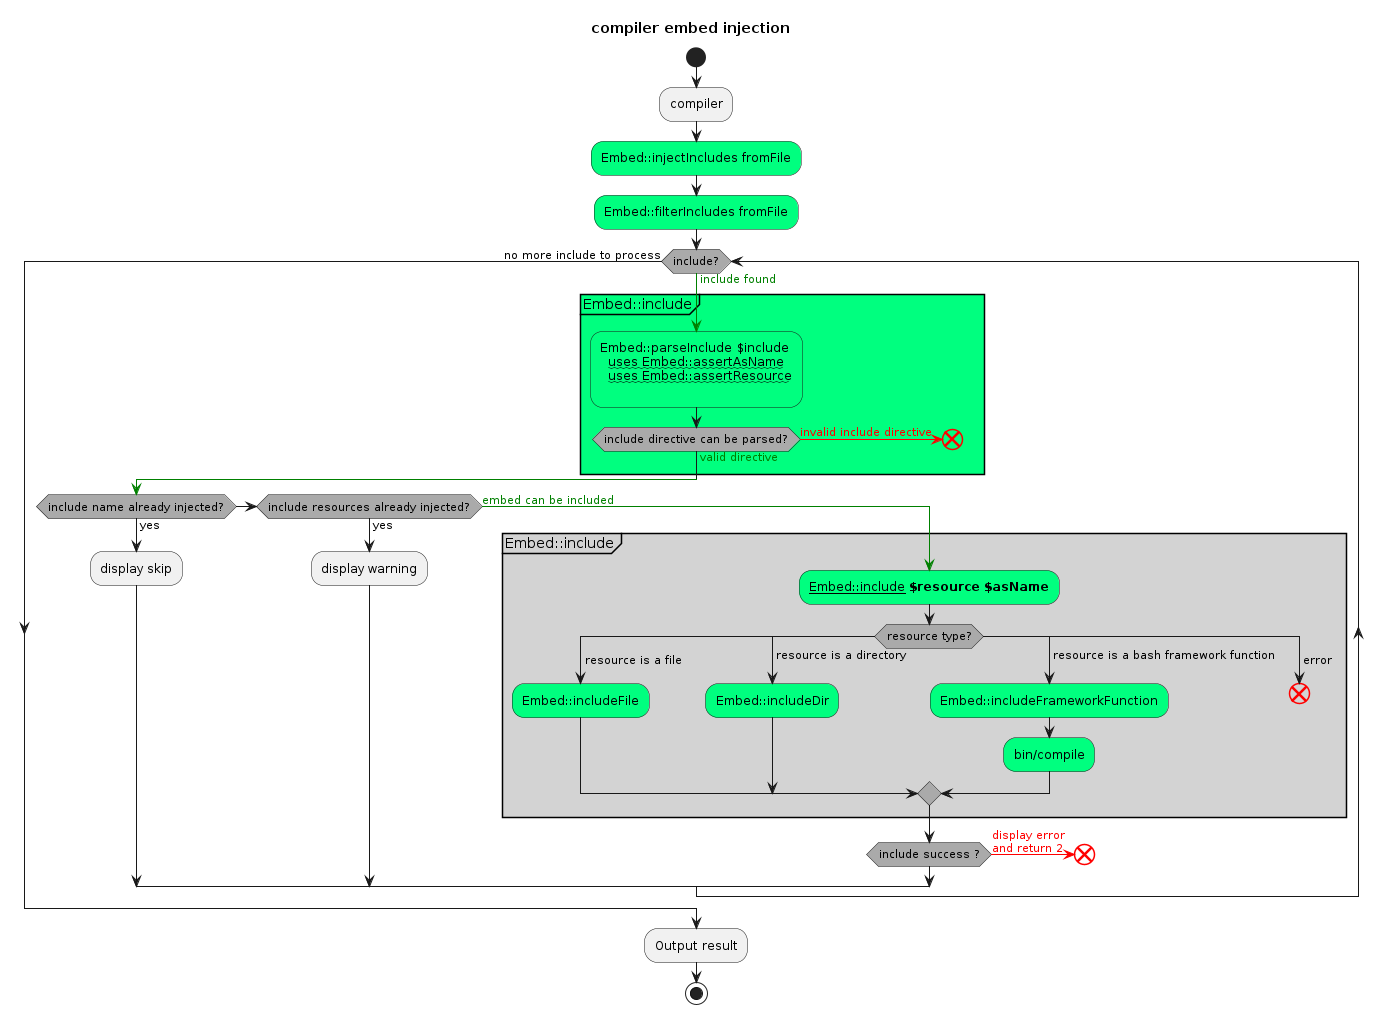 compiler embed injection
compiler
Embed::injectIncludes fromFile
Embed::filterIncludes fromFile
no more include to process
include?
include found
Embed::include
Embed::parseInclude $include
uses Embed::assertAsName
uses Embed::assertResource
include directive can be parsed?
invalid include directive
valid directive
include name already injected?
include resources already injected?
embed can be included
yes
yes
display skip
display warning
Embed::include
Embed::include $resource $asName
resource type?
resource is a file
resource is a directory
resource is a bash framework function
error
Embed::includeFile
Embed::includeDir
Embed::includeFrameworkFunction
bin/compile
include success ?
display error
and return 2
Output result